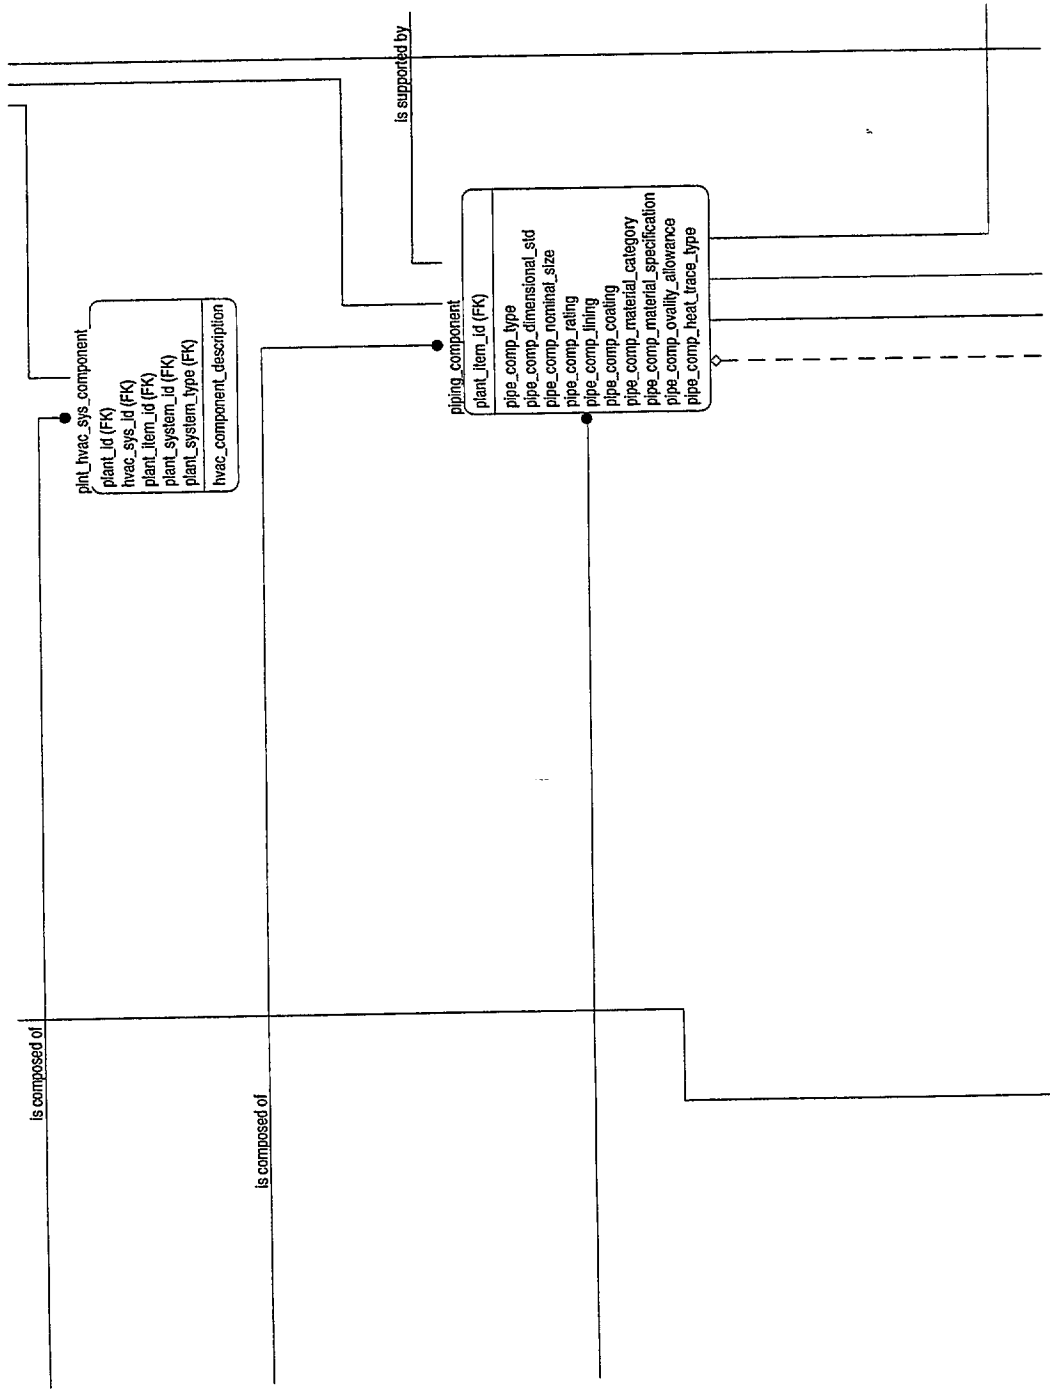 is supported by
plnt_hvac_sys_component
plant_id (FK)
hvac_sys_id (FK)
plant_item_id (FK)
plant_system_id (FK)
plant_system_type (FK)
hvac_component_description
piping_component
plant_item_id (FK)
pipe_comp_type
pipe_comp_dimensional_std
pipe_comp_nominal_size
pipe_comp_rating
pipe_comp_lining
pipe_comp_coating
pipe_comp_material_category
pipe_comp_material_specification
pipe_comp_ovality_allowance
pipe_comp_heat_trace_type
is composed of
is composed of